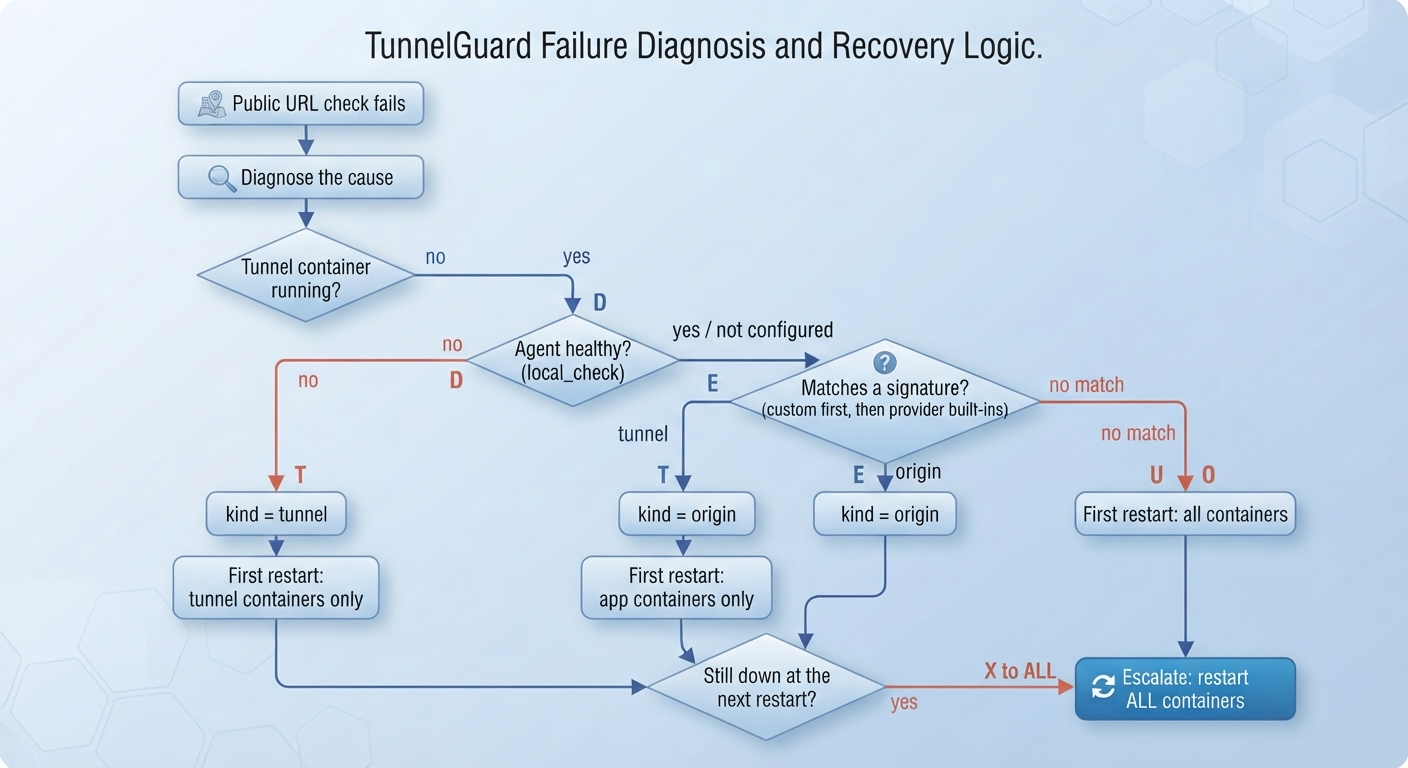 TunnelGuard Failure Diagnosis and Recovery Logic.
Public URL check fails
Diagnose the cause
Tunnel container
running?
no
yes
D
Agent healthy?
(local_check)
no
D
no
T
yes / not configured
?
Matches a signature?
(custom first, then provider built-ins)
E
tunnel
T
E
origin
no match
no match
U
O
kind = tunnel
kind = origin
kind = origin
First restart: all containers
First restart:
tunnel containers only
First restart:
app containers only
Still down at the
next restart?
X to ALL
yes
Escalate: restart
ALL containers